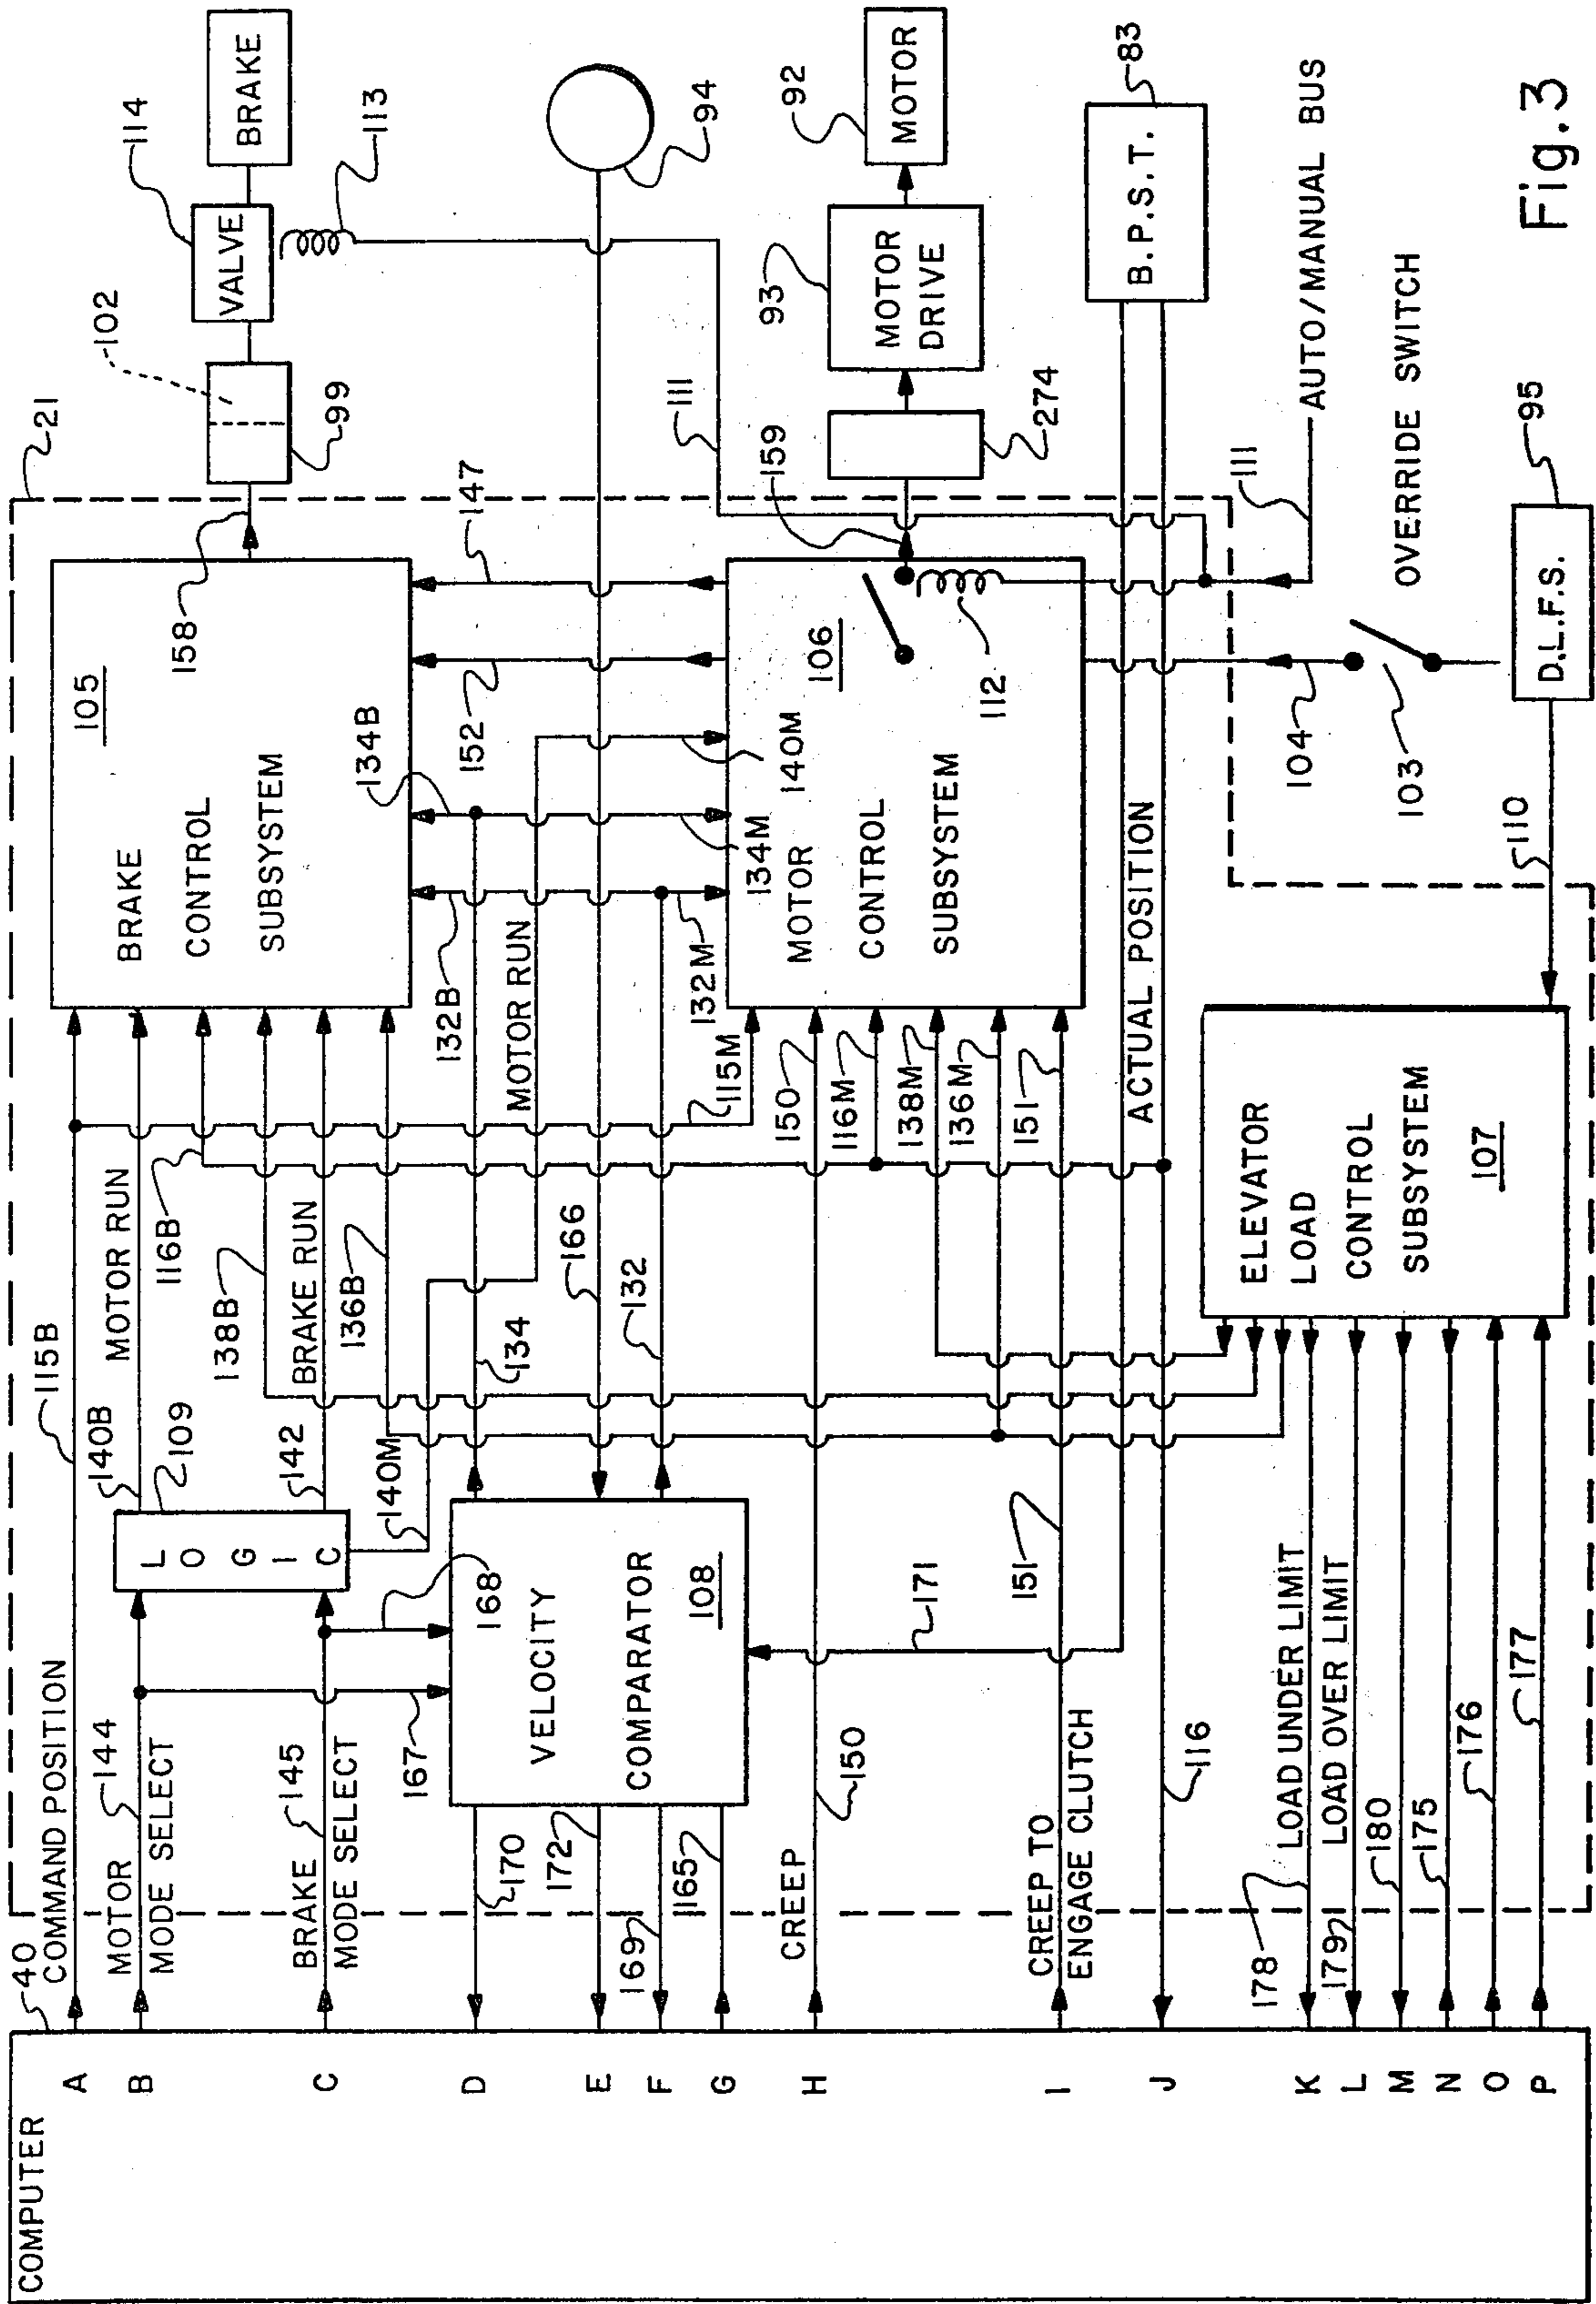 COMPUTER
40
A
B
C
D
E
F
G
H
I
J
K
L
M
N
O
P
COMMAND POSITION
MOTOR
MODE SELECT
144
BRAKE
MODE SELECT
145
170
172
169
165
CREEP
150
CREEP TO
ENGAGE CLUTCH
151
116
178
LOAD UNDER LIMIT
179
LOAD OVER LIMIT
180
175
176
177
167
168
171
115B
140B
109
LOGIC
142
140M
MOTOR RUN
116B
138B
BRAKE RUN
136B
VELOCITY
COMPARATOR
108
134
166
132
MOTOR RUN
132B
134B
152
147
132M
134M
140M
115M
150
116M
138M
136M
151
BRAKE
CONTROL
SUBSYSTEM
105
158
MOTOR
CONTROL
SUBSYSTEM
106
112
159
ACTUAL POSITION
ELEVATOR
LOAD
CONTROL
SUBSYSTEM
107
21
99
102
VALVE
114
BRAKE
113
94
111
274
MOTOR
DRIVE
93
MOTOR
92
B.P.S.T.
83
111
AUTO/MANUAL BUS
104
103
OVERRIDE SWITCH
110
D.L.F.S.
95
Fig.3